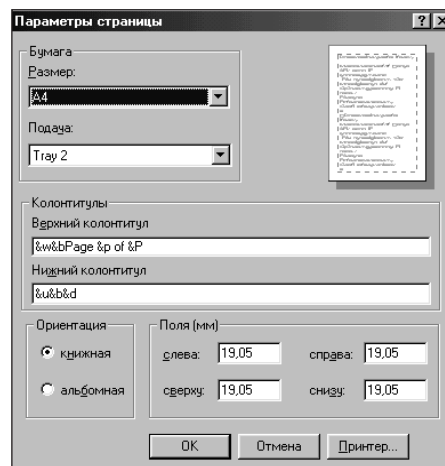 Параметры страницы
Бумага
Размер:
A4
Подача:
Tray 2
Колонтитулы
Верхний колонтитул
&w&bPage &p of &P
Нижний колонтитул
&u&b&d
Ориентация
книжная
альбомная
Поля (мм)
слева: 19,05 справа: 19,05
сверху: 19,05 снизу: 19,05
OK Отмена Принтер...